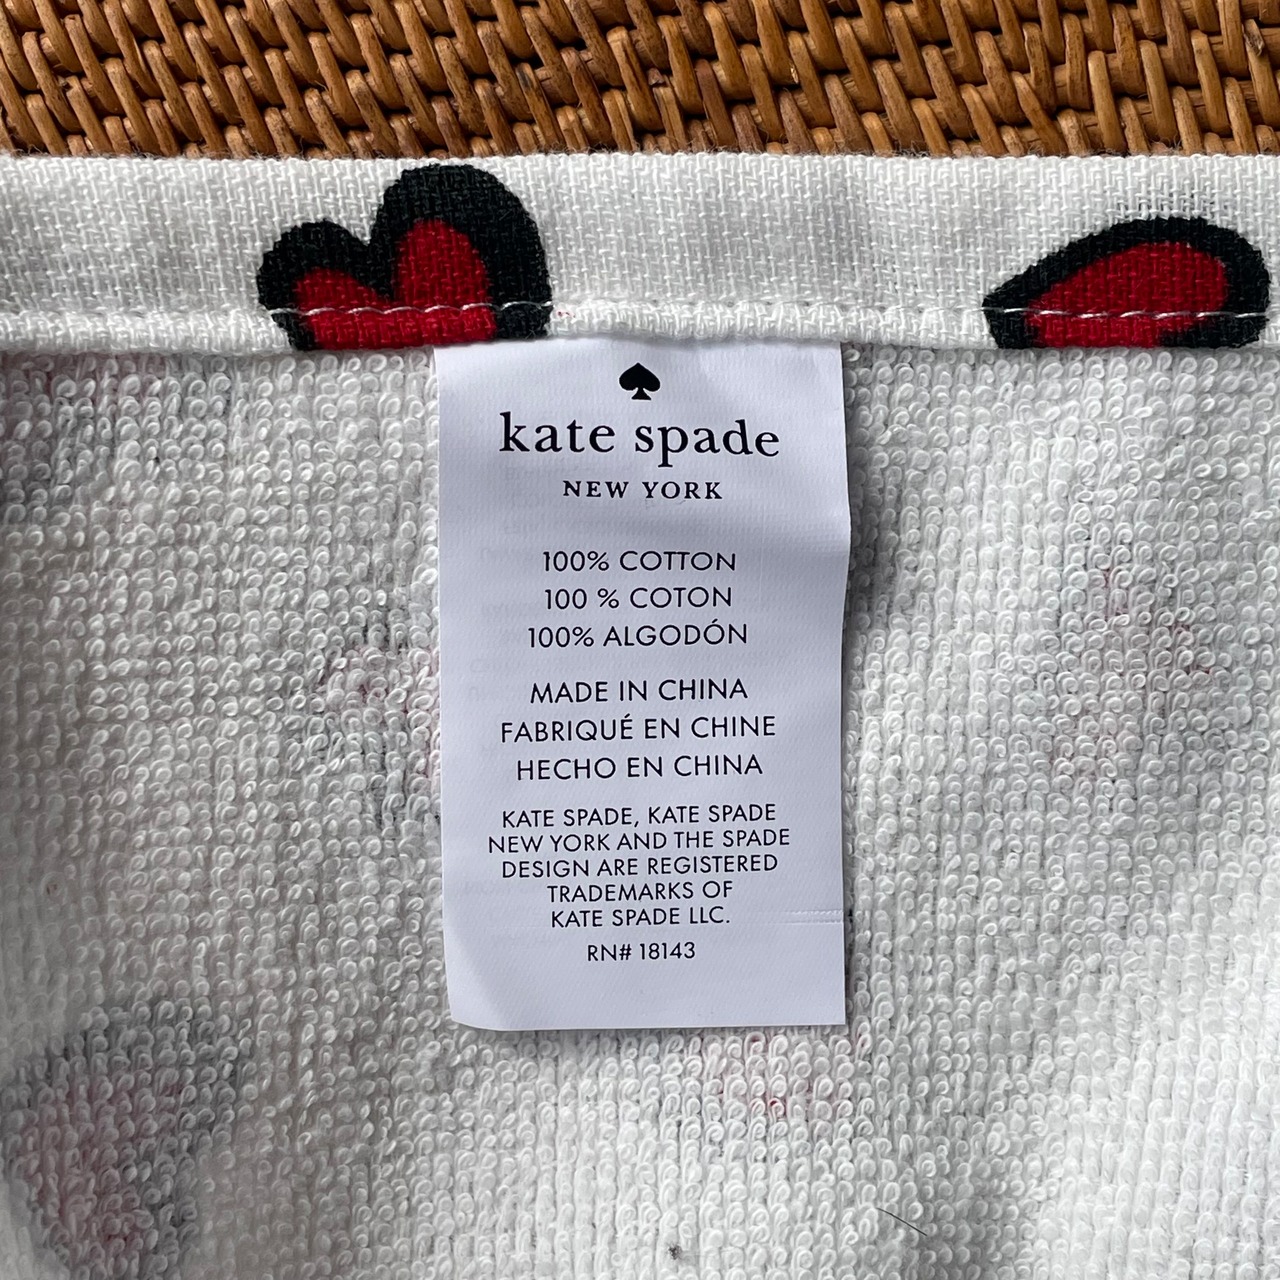 kate spade
NEW YORK
100% COTTON
100 % COTON
100% ALGODÓN
MADE IN CHINA
FABRIQUÉ EN CHINE
HECHO EN CHINA
KATE SPADE, KATE SPADE
NEW YORK AND THE SPADE
DESIGN ARE REGISTERED
TRADEMARKS OF
KATE SPADE LLC.
RN# 18143